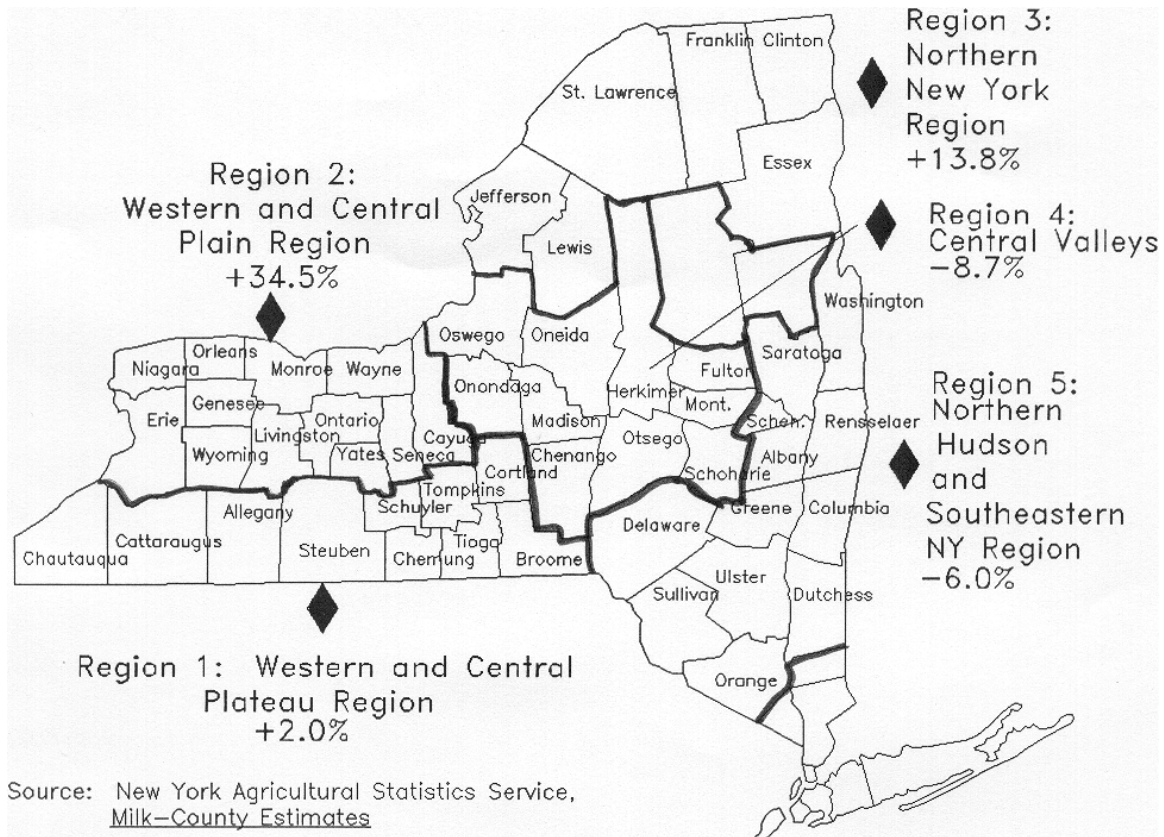 Region 3:
Northern
New York
Region
+13.8%
Region 4:
Central Valleys
-8.7%
Region 5:
Northern
Hudson
and
Southeastern
NY Region
-6.0%
Region 2:
Western and Central
Plain Region
+34.5%
Region 1: Western and Central
Plateau Region
+2.0%
Franklin Clinton
St. Lawrence
Essex
Jefferson
Lewis
Washington
Oswego
Oneida
Saratoga
Orleans
Niagara
Monroe
Wayne
Onondaga
Fulton
Herkimer
Genesee
Mont.
Erie
Ontario
Madison
Schen.
Rensselaer
Livingston
Cayuga
Otsego
Wyoming
Yates
Seneca
Chenango
Albany
Cortland
Schoharie
Tompkins
Schuyler
Greene
Columbia
Allegany
Delaware
Cattaraugus
Steuben
Tioga
Chemung
Broome
Chautauqua
Ulster
Sullivan
Dutchess
Orange
Source: New York Agricultural Statistics Service,
Milk-County Estimates